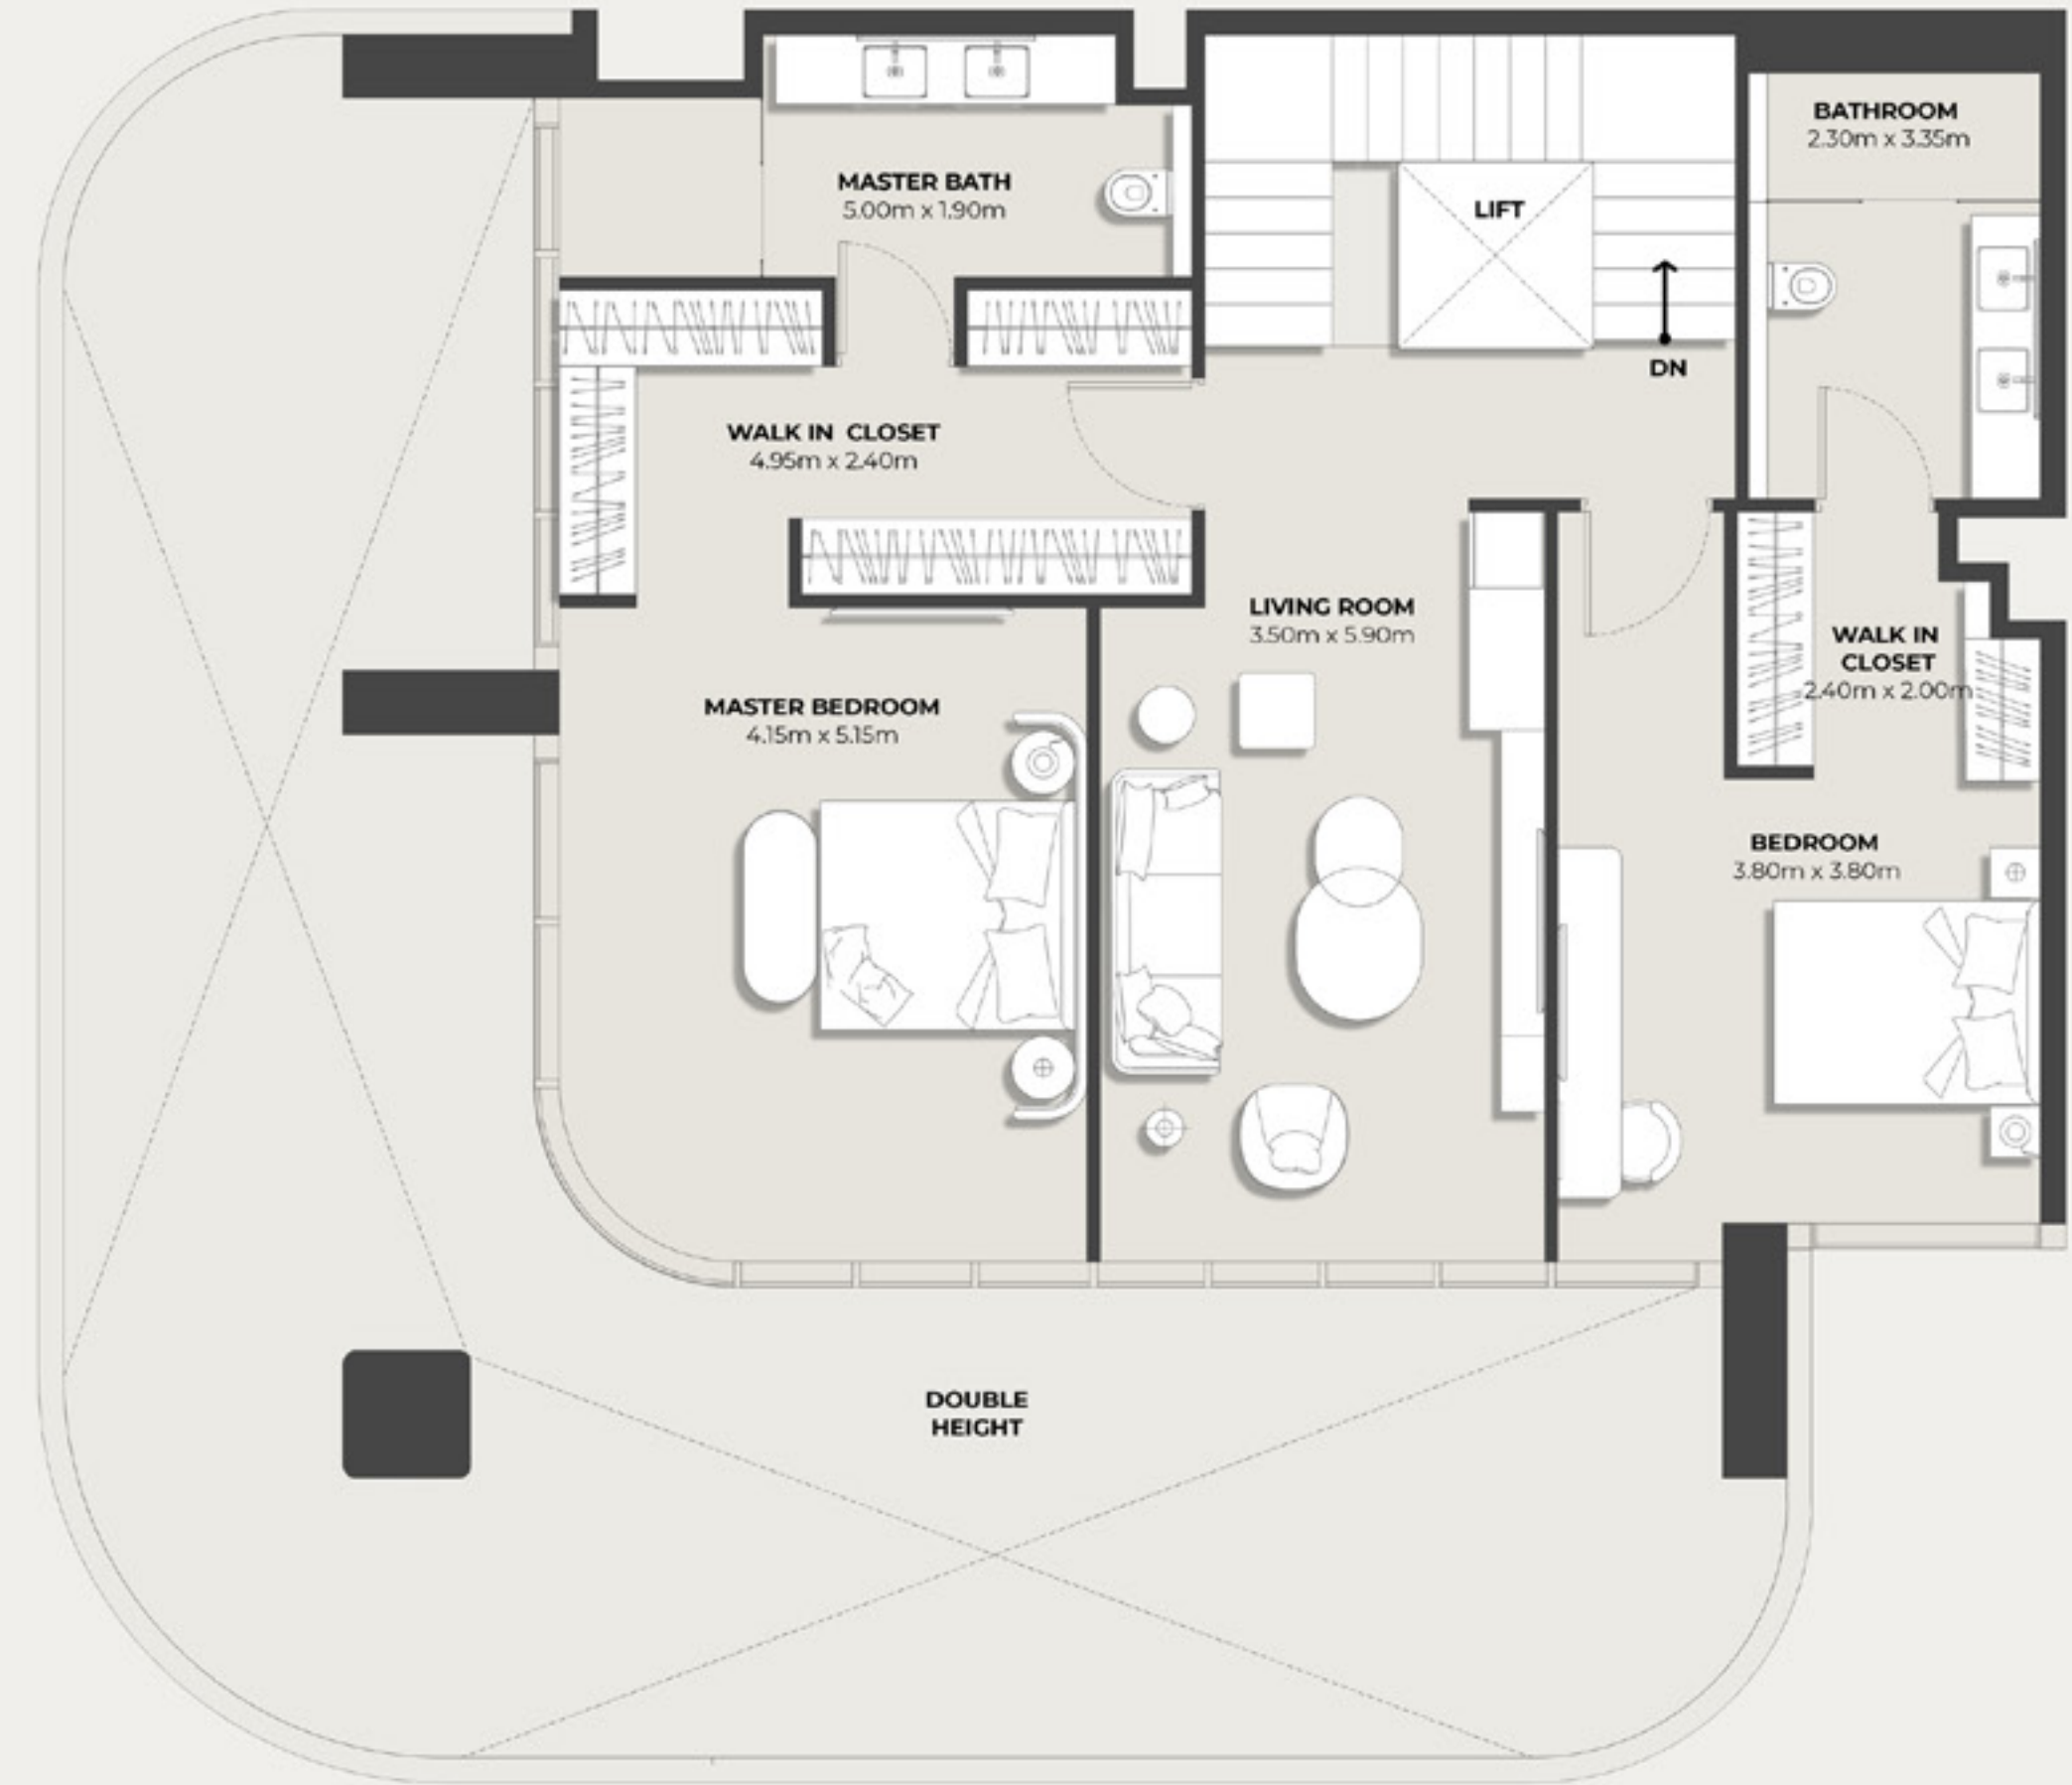 BATHROOM
2.30m x 3.35m
MASTER BATH
5.00m x 1.90m
LIFT
DN
WALK IN CLOSET
4.95m x 2.40m
LIVING ROOM
3.50m x 5.90m
WALK IN
CLOSET
2.40m x 2.00m
MASTER BEDROOM
4.15m x 5.15m
BEDROOM
3.80m x 3.80m
DOUBLE
HEIGHT